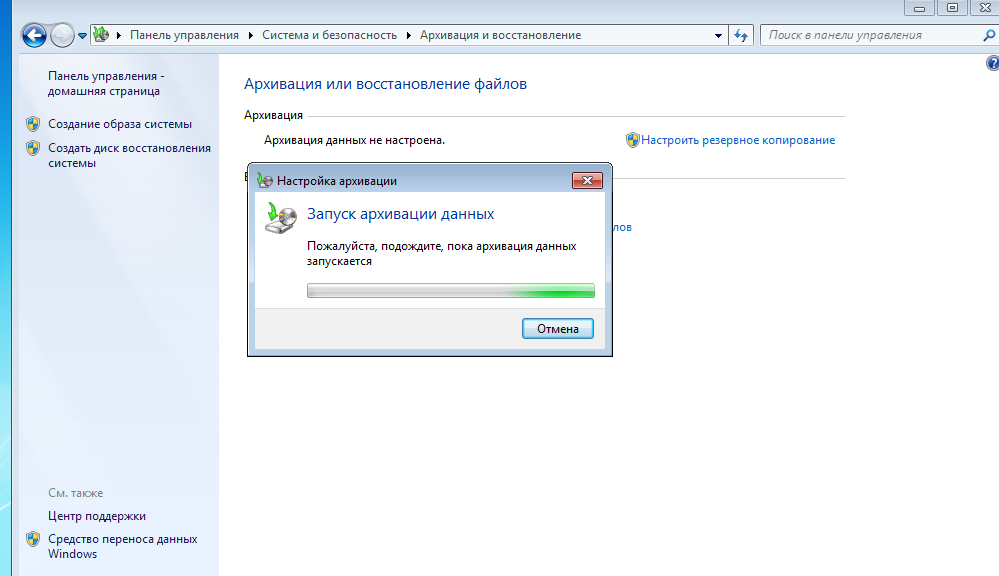 Панель управления
Система и безопасность
Архивация и восстановление
Поиск в панели управления
Панель управления -
домашняя страница
Создание образа системы
Создать диск восстановления
системы
Архивация или восстановление файлов
Архивация
Архивация данных не настроена.
Настроить резервное копирование
Настройка архивации
Запуск архивации данных
Пожалуйста, подождите, пока архивация данных
запускается
Отмена
лов
См. также
Центр поддержки
Средство переноса данных
Windows